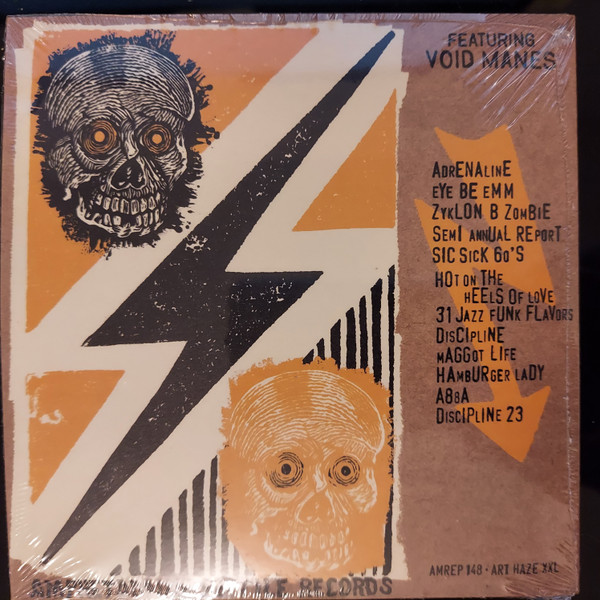 FEATURING
VOID MANES
ADRENALINE
EYE BE EMM
ZYKLON B ZOMBIE
SEMI ANNUAL REPORT
SIC SICK 60'S
HOT ON THE
HEELS OF LOVE
31 JAZZ FUNK FLAVORS
DISCIPLINE
MAGGOT LIFE
HAMBURGER LADY
ABBA
DISCIPLINE 23
AMREP 148 • ART HAZE XXL
RECORDS